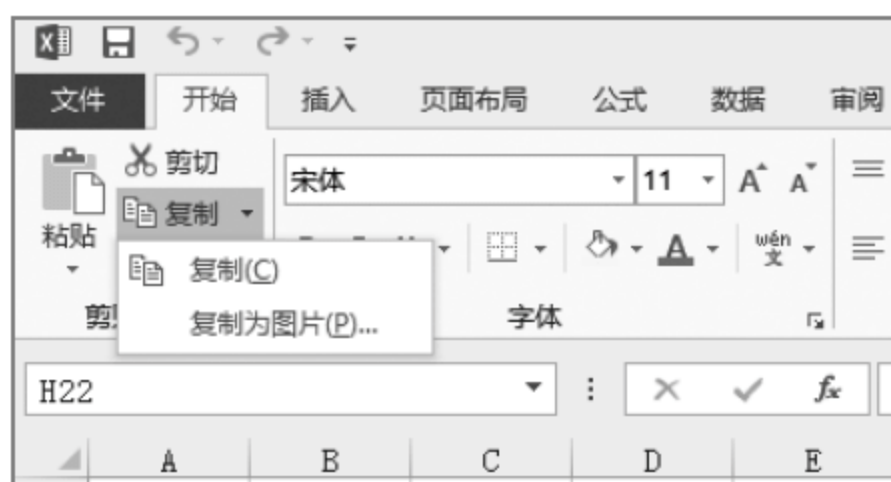 文件 开始 插入 页面布局 公式 数据 审阅
剪切
宋体 11 A A
复制
粘贴
A wén 文
复制(C)
复制为图片(P)...
字体
H22 fx
A B C D E